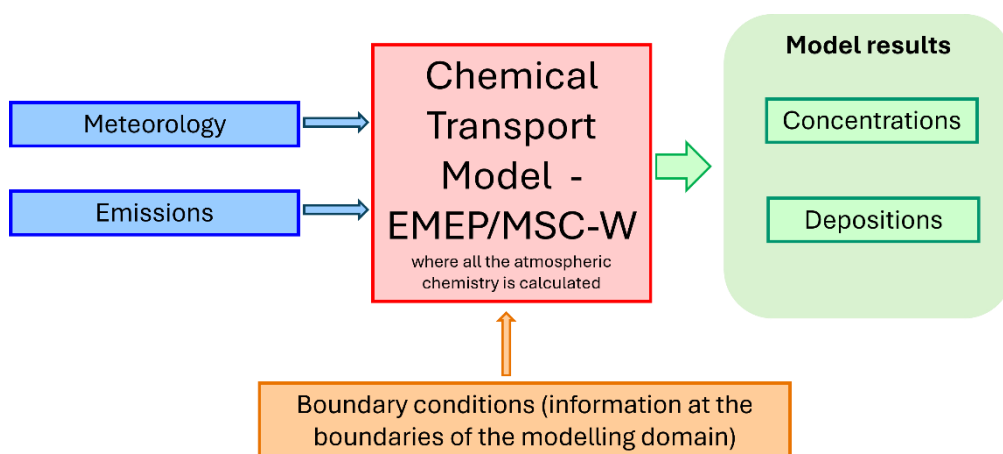 Meteorology
Emissions
Chemical
Transport
Model -
EMEP/MSC-W
where all the atmospheric
chemistry is calculated
Model results
Concentrations
Depositions
Boundary conditions (information at the
boundaries of the modelling domain)